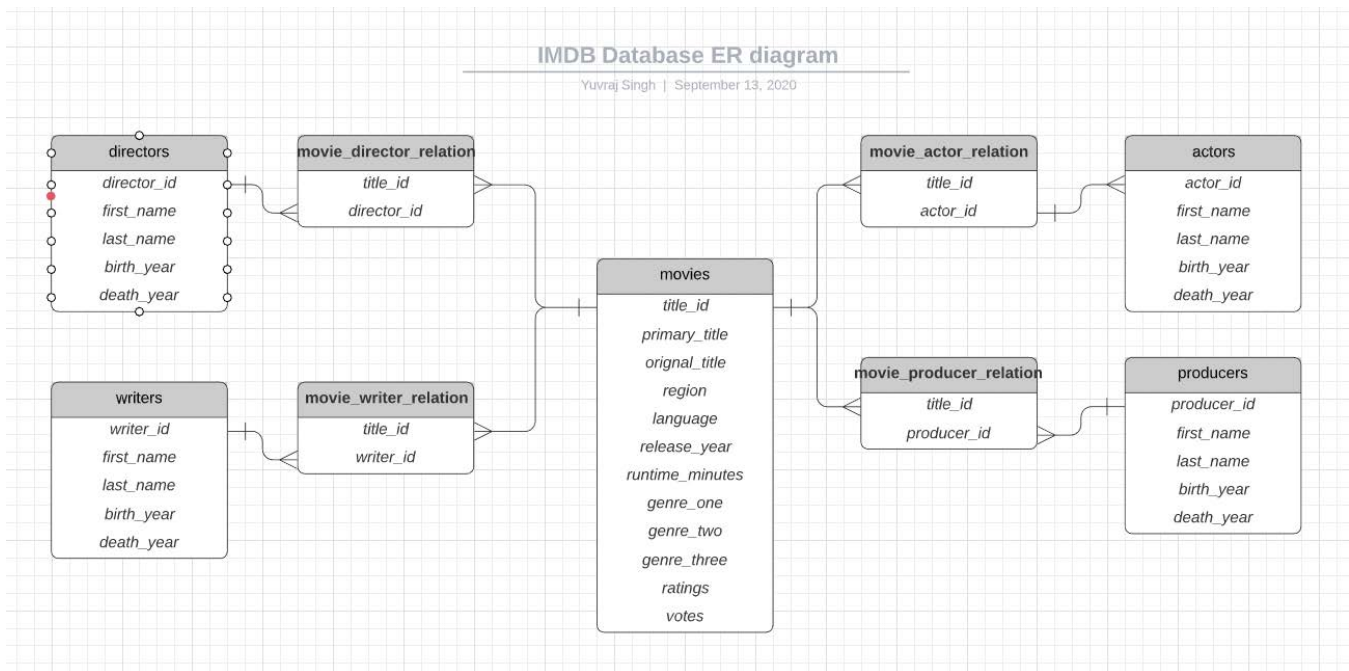 IMDB Database ER diagram
Yuvraj Singh | September 13, 2020
directors
director_id
first_name
last_name
birth_year
death_year
movie_director_relation
title_id
director_id
writers
writer_id
first_name
last_name
birth_year
death_year
movie_writer_relation
title_id
writer_id
movies
title_id
primary_title
orignal_title
region
language
release_year
runtime_minutes
genre_one
genre_two
genre_three
ratings
votes
movie_actor_relation
title_id
actor_id
actors
actor_id
first_name
last_name
birth_year
death_year
movie_producer_relation
title_id
producer_id
producers
producer_id
first_name
last_name
birth_year
death_year